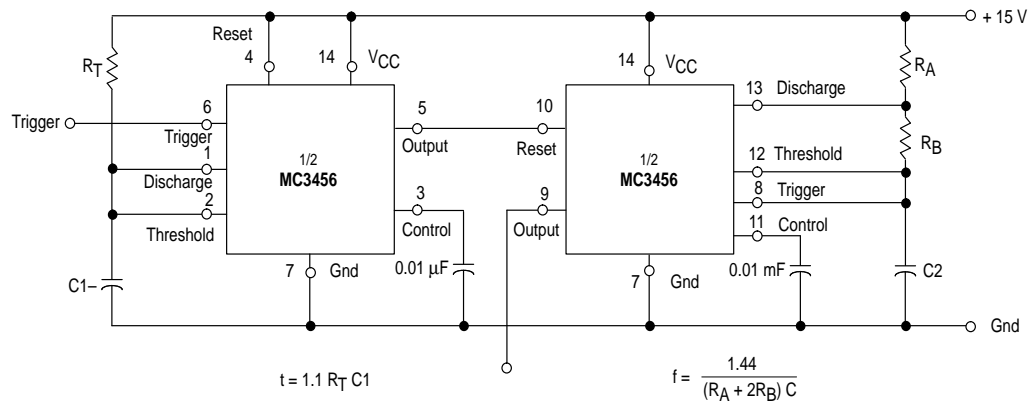 + 15 V
Reset
4
14
VCC
RT
6
Trigger
Trigger
1
Discharge
2
Threshold
1/2
MC3456
5
Output
3
Control
7
Gnd
0.01 µF
C1–
14
VCC
10
Reset
9
Output
1/2
MC3456
13
Discharge
12
Threshold
8
Trigger
11
Control
7
Gnd
0.01 mF
RA
RB
C2
Gnd
t = 1.1 RT C1
f = 1.44 / (RA + 2RB) C